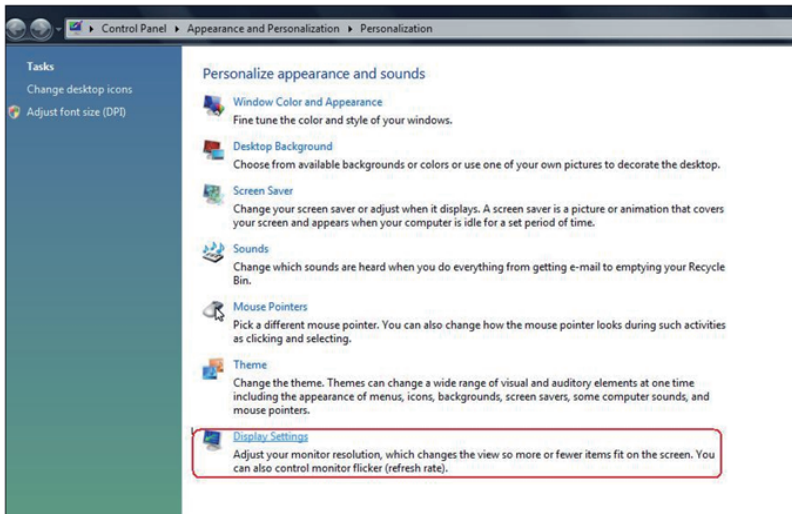 Control Panel ▸ Appearance and Personalization ▸ Personalization
Tasks
Change desktop icons
Adjust font size (DPI)
Personalize appearance and sounds
Window Color and Appearance
Fine tune the color and style of your windows.
Desktop Background
Choose from available backgrounds or colors or use one of your own pictures to decorate the desktop.
Screen Saver
Change your screen saver or adjust when it displays. A screen saver is a picture or animation that covers
your screen and appears when your computer is idle for a set period of time.
Sounds
Change which sounds are heard when you do everything from getting e-mail to emptying your Recycle
Bin.
Mouse Pointers
Pick a different mouse pointer. You can also change how the mouse pointer looks during such activities
as clicking and selecting.
Theme
Change the theme. Themes can change a wide range of visual and auditory elements at one time
including the appearance of menus, icons, backgrounds, screen savers, some computer sounds, and
mouse pointers.
Display Settings
Adjust your monitor resolution, which changes the view so more or fewer items fit on the screen. You
can also control monitor flicker (refresh rate).